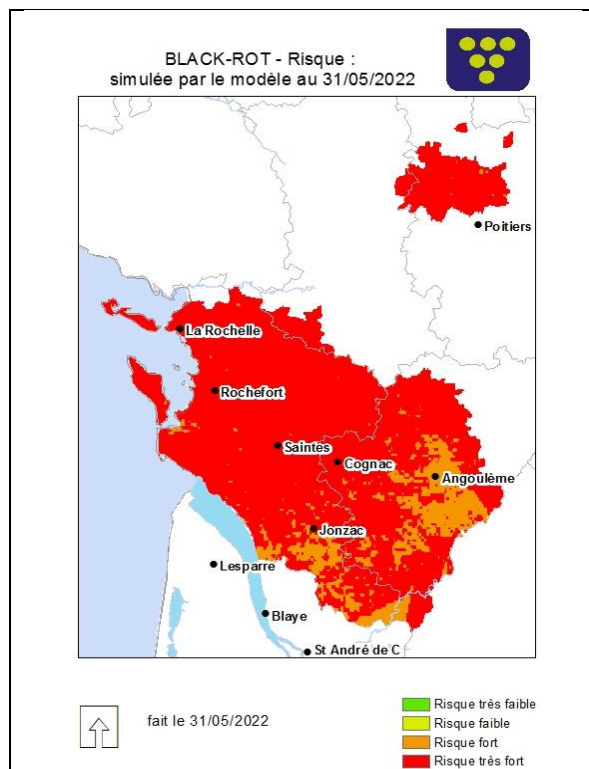 BLACK-ROT - Risque :
simulée par le modèle au 31/05/2022
Poitiers
La Rochelle
Rochefort
Saintes
Cognac
Angoulême
Jonzac
Lesparre
Blaye
St André de C
fait le 31/05/2022
Risque très faible
Risque faible
Risque fort
Risque très fort